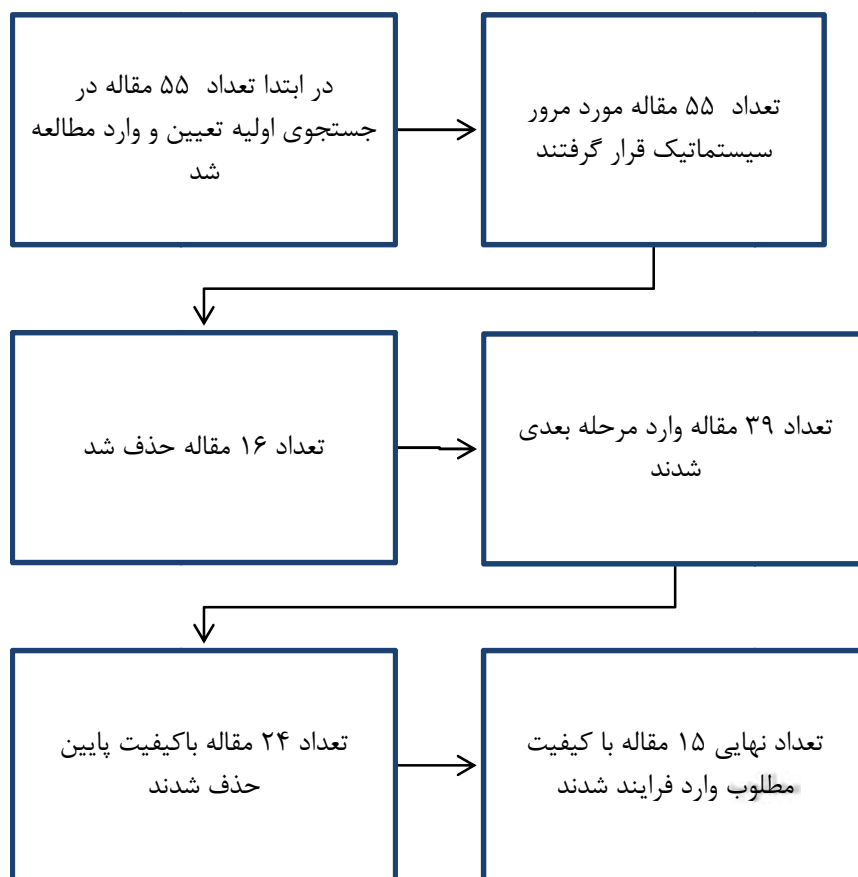 در ابتدا تعداد ۵۵ مقاله در
جستجوی اولیه تعیین و وارد مطالعه
شد
تعداد ۵۵ مقاله مورد مرور
سیستماتیک قرار گرفتند
تعداد ۱۶ مقاله حذف شد
تعداد ۳۹ مقاله وارد مرحله بعدی
شدند
تعداد ۲۴ مقاله باکیفیت پایین
حذف شدند
تعداد نهایی ۱۵ مقاله با کیفیت
مطلوب وارد فرایند شدند